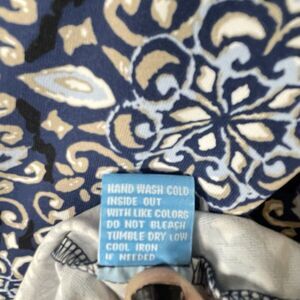 HAND WASH COLD
INSIDE OUT
WITH LIKE COLORS
DO NOT BLEACH
TUMBLE DRY LOW
COOL IRON
IF NEEDED